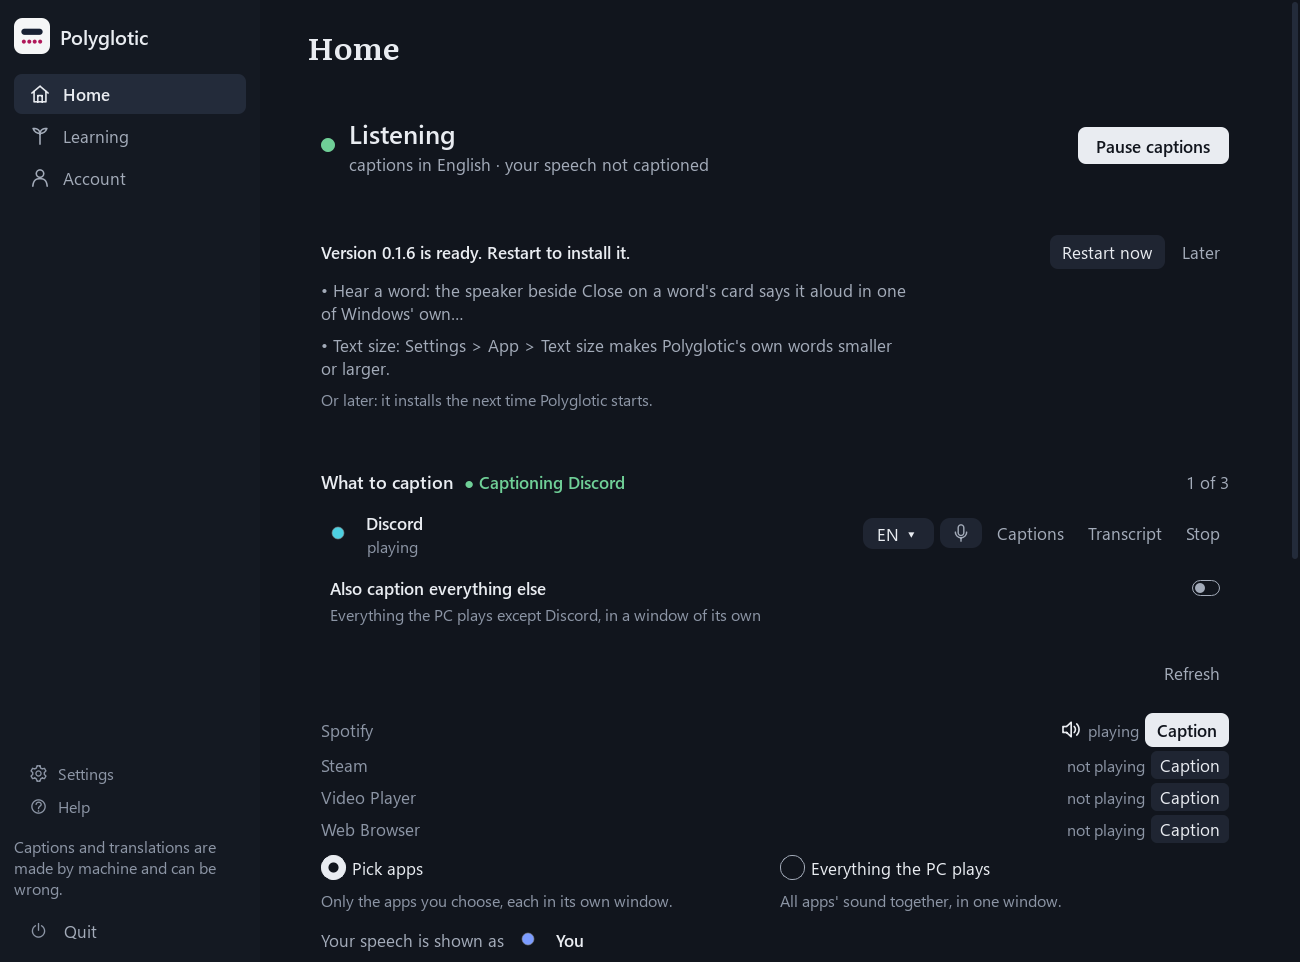 Polyglotic
Home
Learning
Account
Settings
Help
Captions and translations are
made by machine and can be
wrong.
Quit
Home
Listening
captions in English · your speech not captioned
Pause captions
Version 0.1.6 is ready. Restart to install it.
Restart now
Later
• Hear a word: the speaker beside Close on a word's card says it aloud in one
of Windows' own…
• Text size: Settings > App > Text size makes Polyglotic's own words smaller
or larger.
Or later: it installs the next time Polyglotic starts.
What to caption ● Captioning Discord
1 of 3
Discord
playing
EN ▾
Captions
Transcript
Stop
Also caption everything else
Everything the PC plays except Discord, in a window of its own
Refresh
Spotify
playing
Caption
Steam
not playing
Caption
Video Player
not playing
Caption
Web Browser
not playing
Caption
Pick apps
Only the apps you choose, each in its own window.
Everything the PC plays
All apps' sound together, in one window.
Your speech is shown as
You